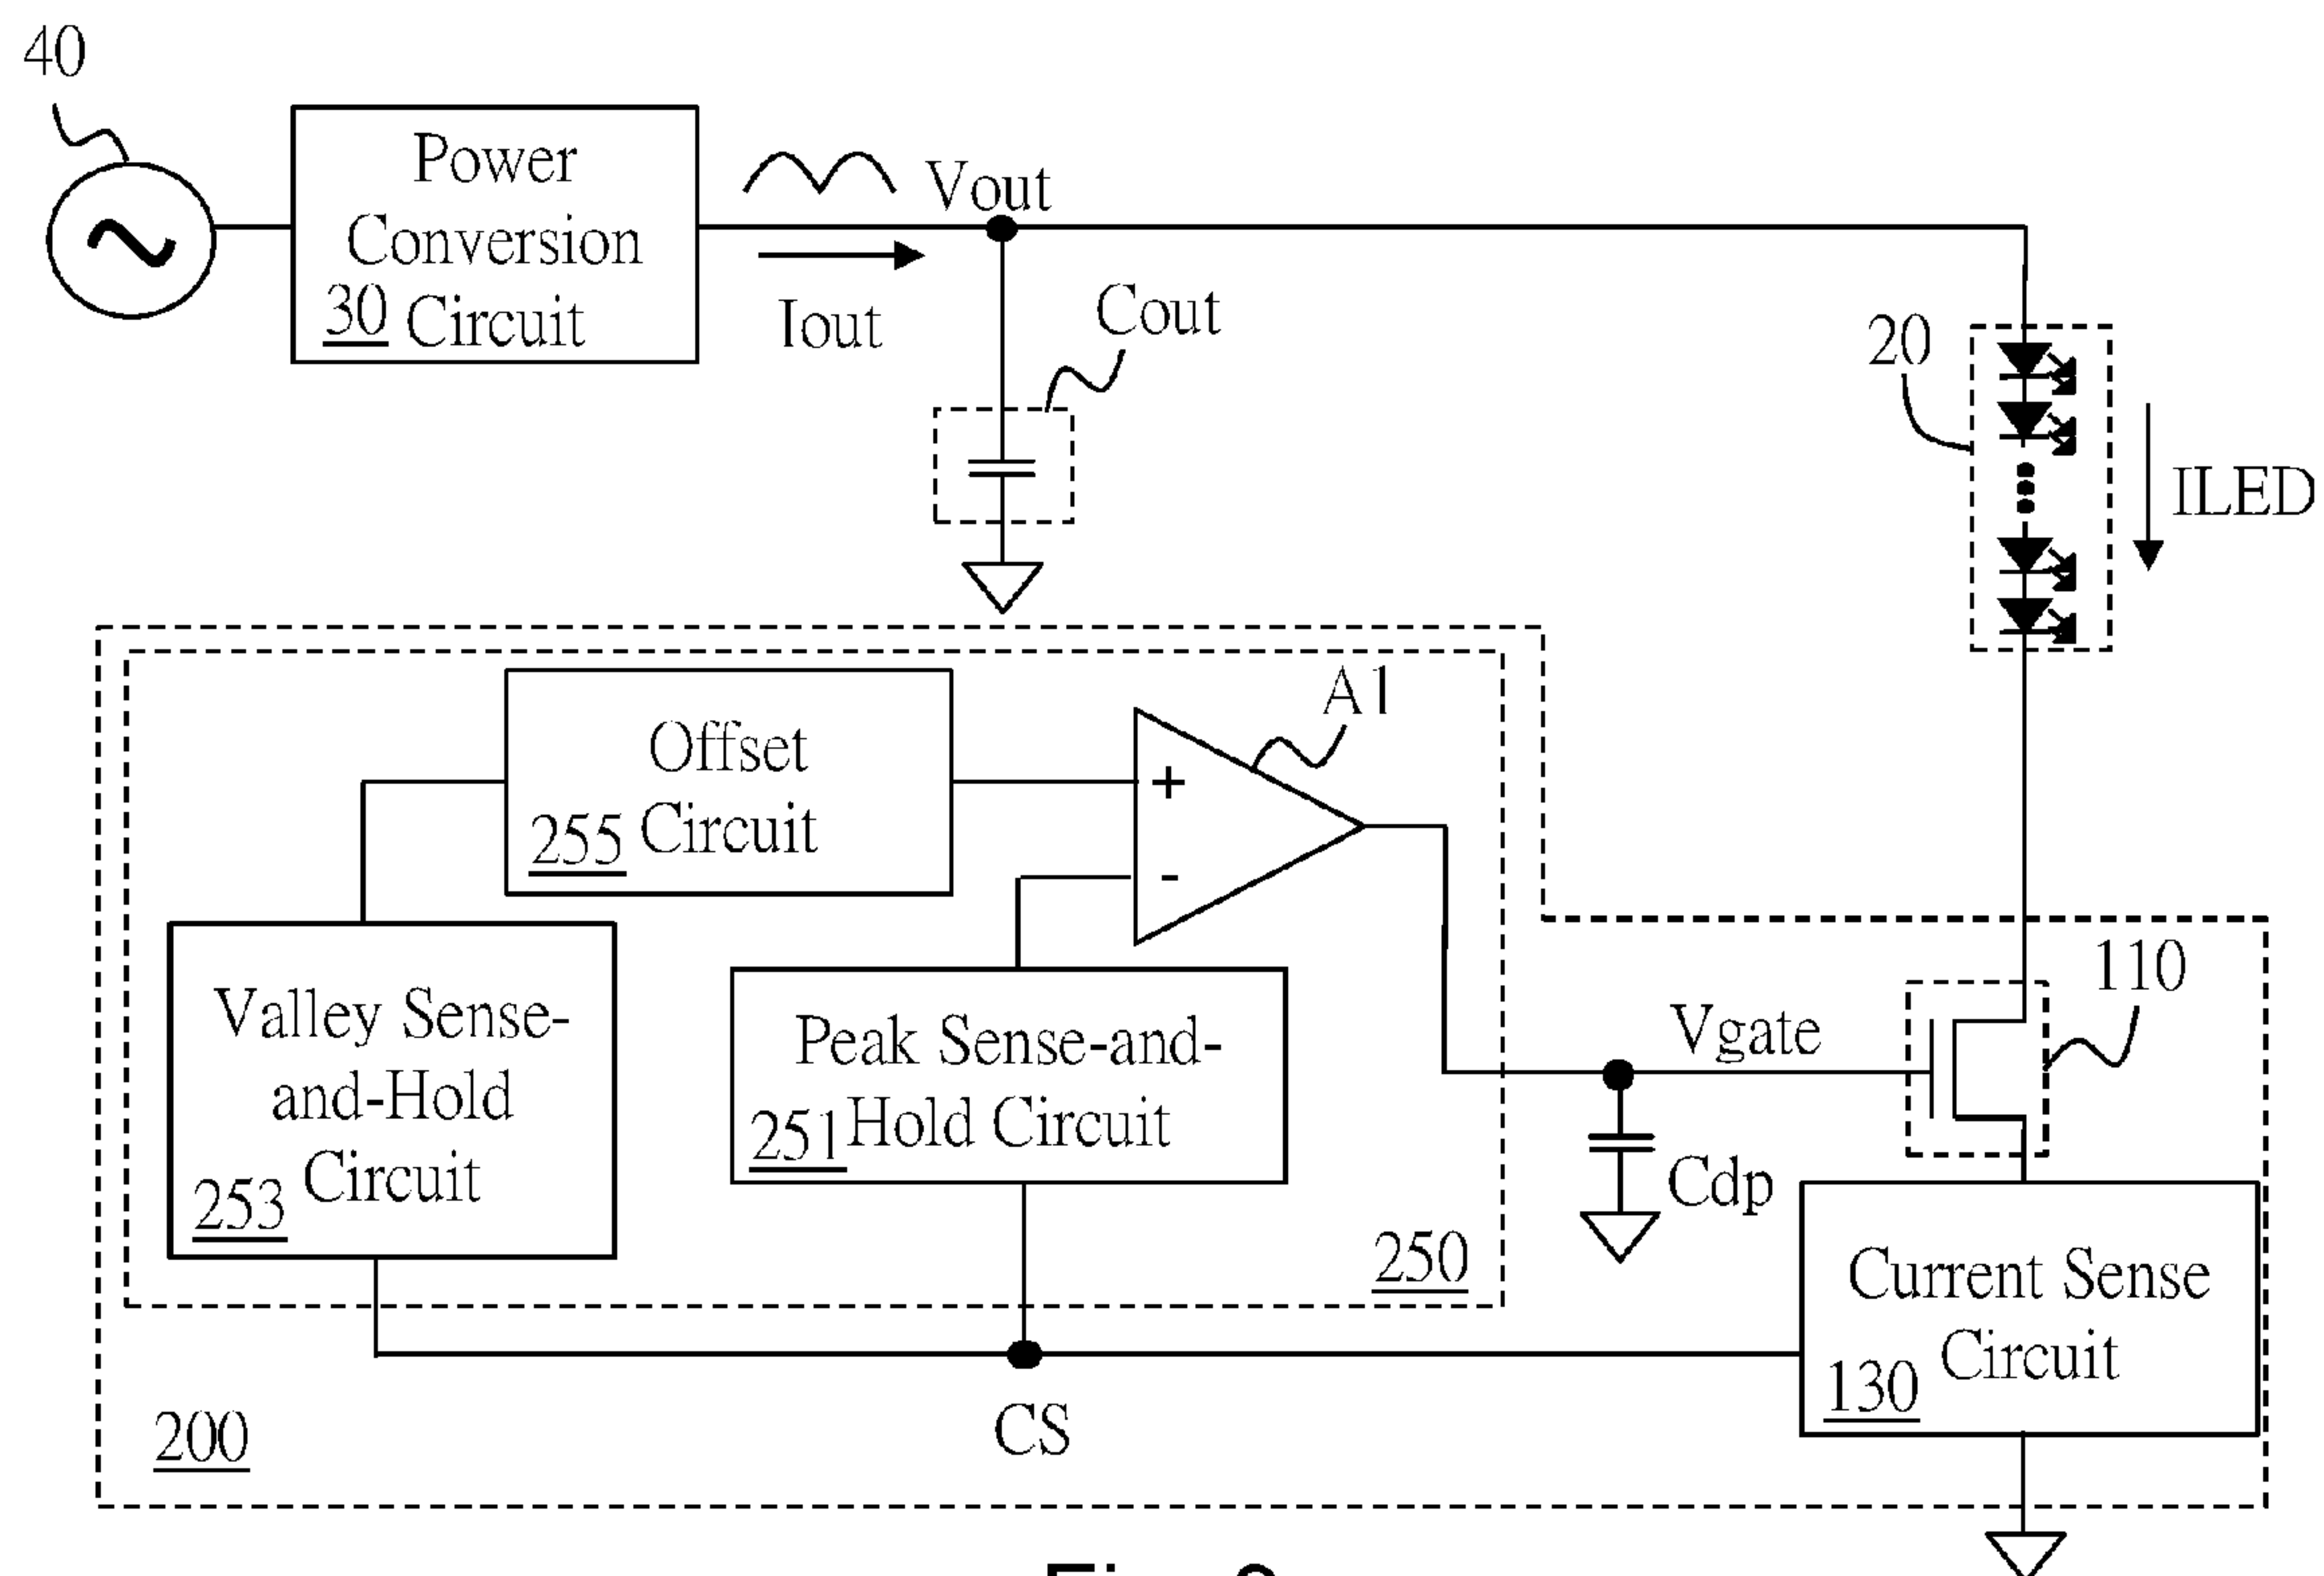 40
Power
Conversion
30 Circuit
Vout
Iout
Cout
20
ILED
A1
Offset
255 Circuit
+
-
Valley Sense-
and-Hold
Circuit
253
Peak Sense-and-
251 Hold Circuit
250
Vgate
110
Cdp
Current Sense
Circuit
130
CS
200